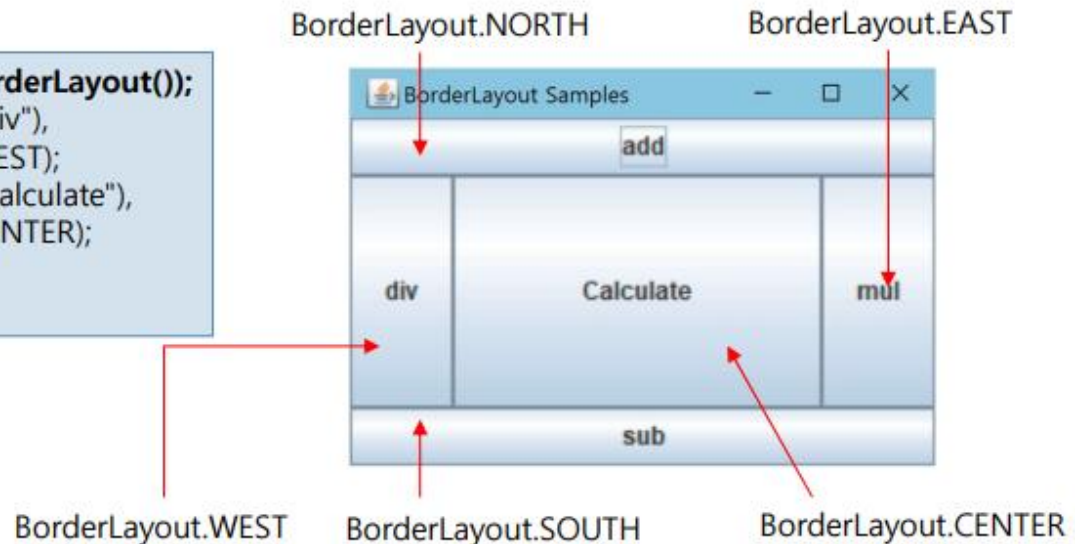 BorderLayout.NORTH
BorderLayout.EAST
rderLayout());
iv"),
EST);
alculate"),
NTER);
BorderLayout Samples
add
div
Calculate
mul
sub
BorderLayout.WEST
BorderLayout.SOUTH
BorderLayout.CENTER